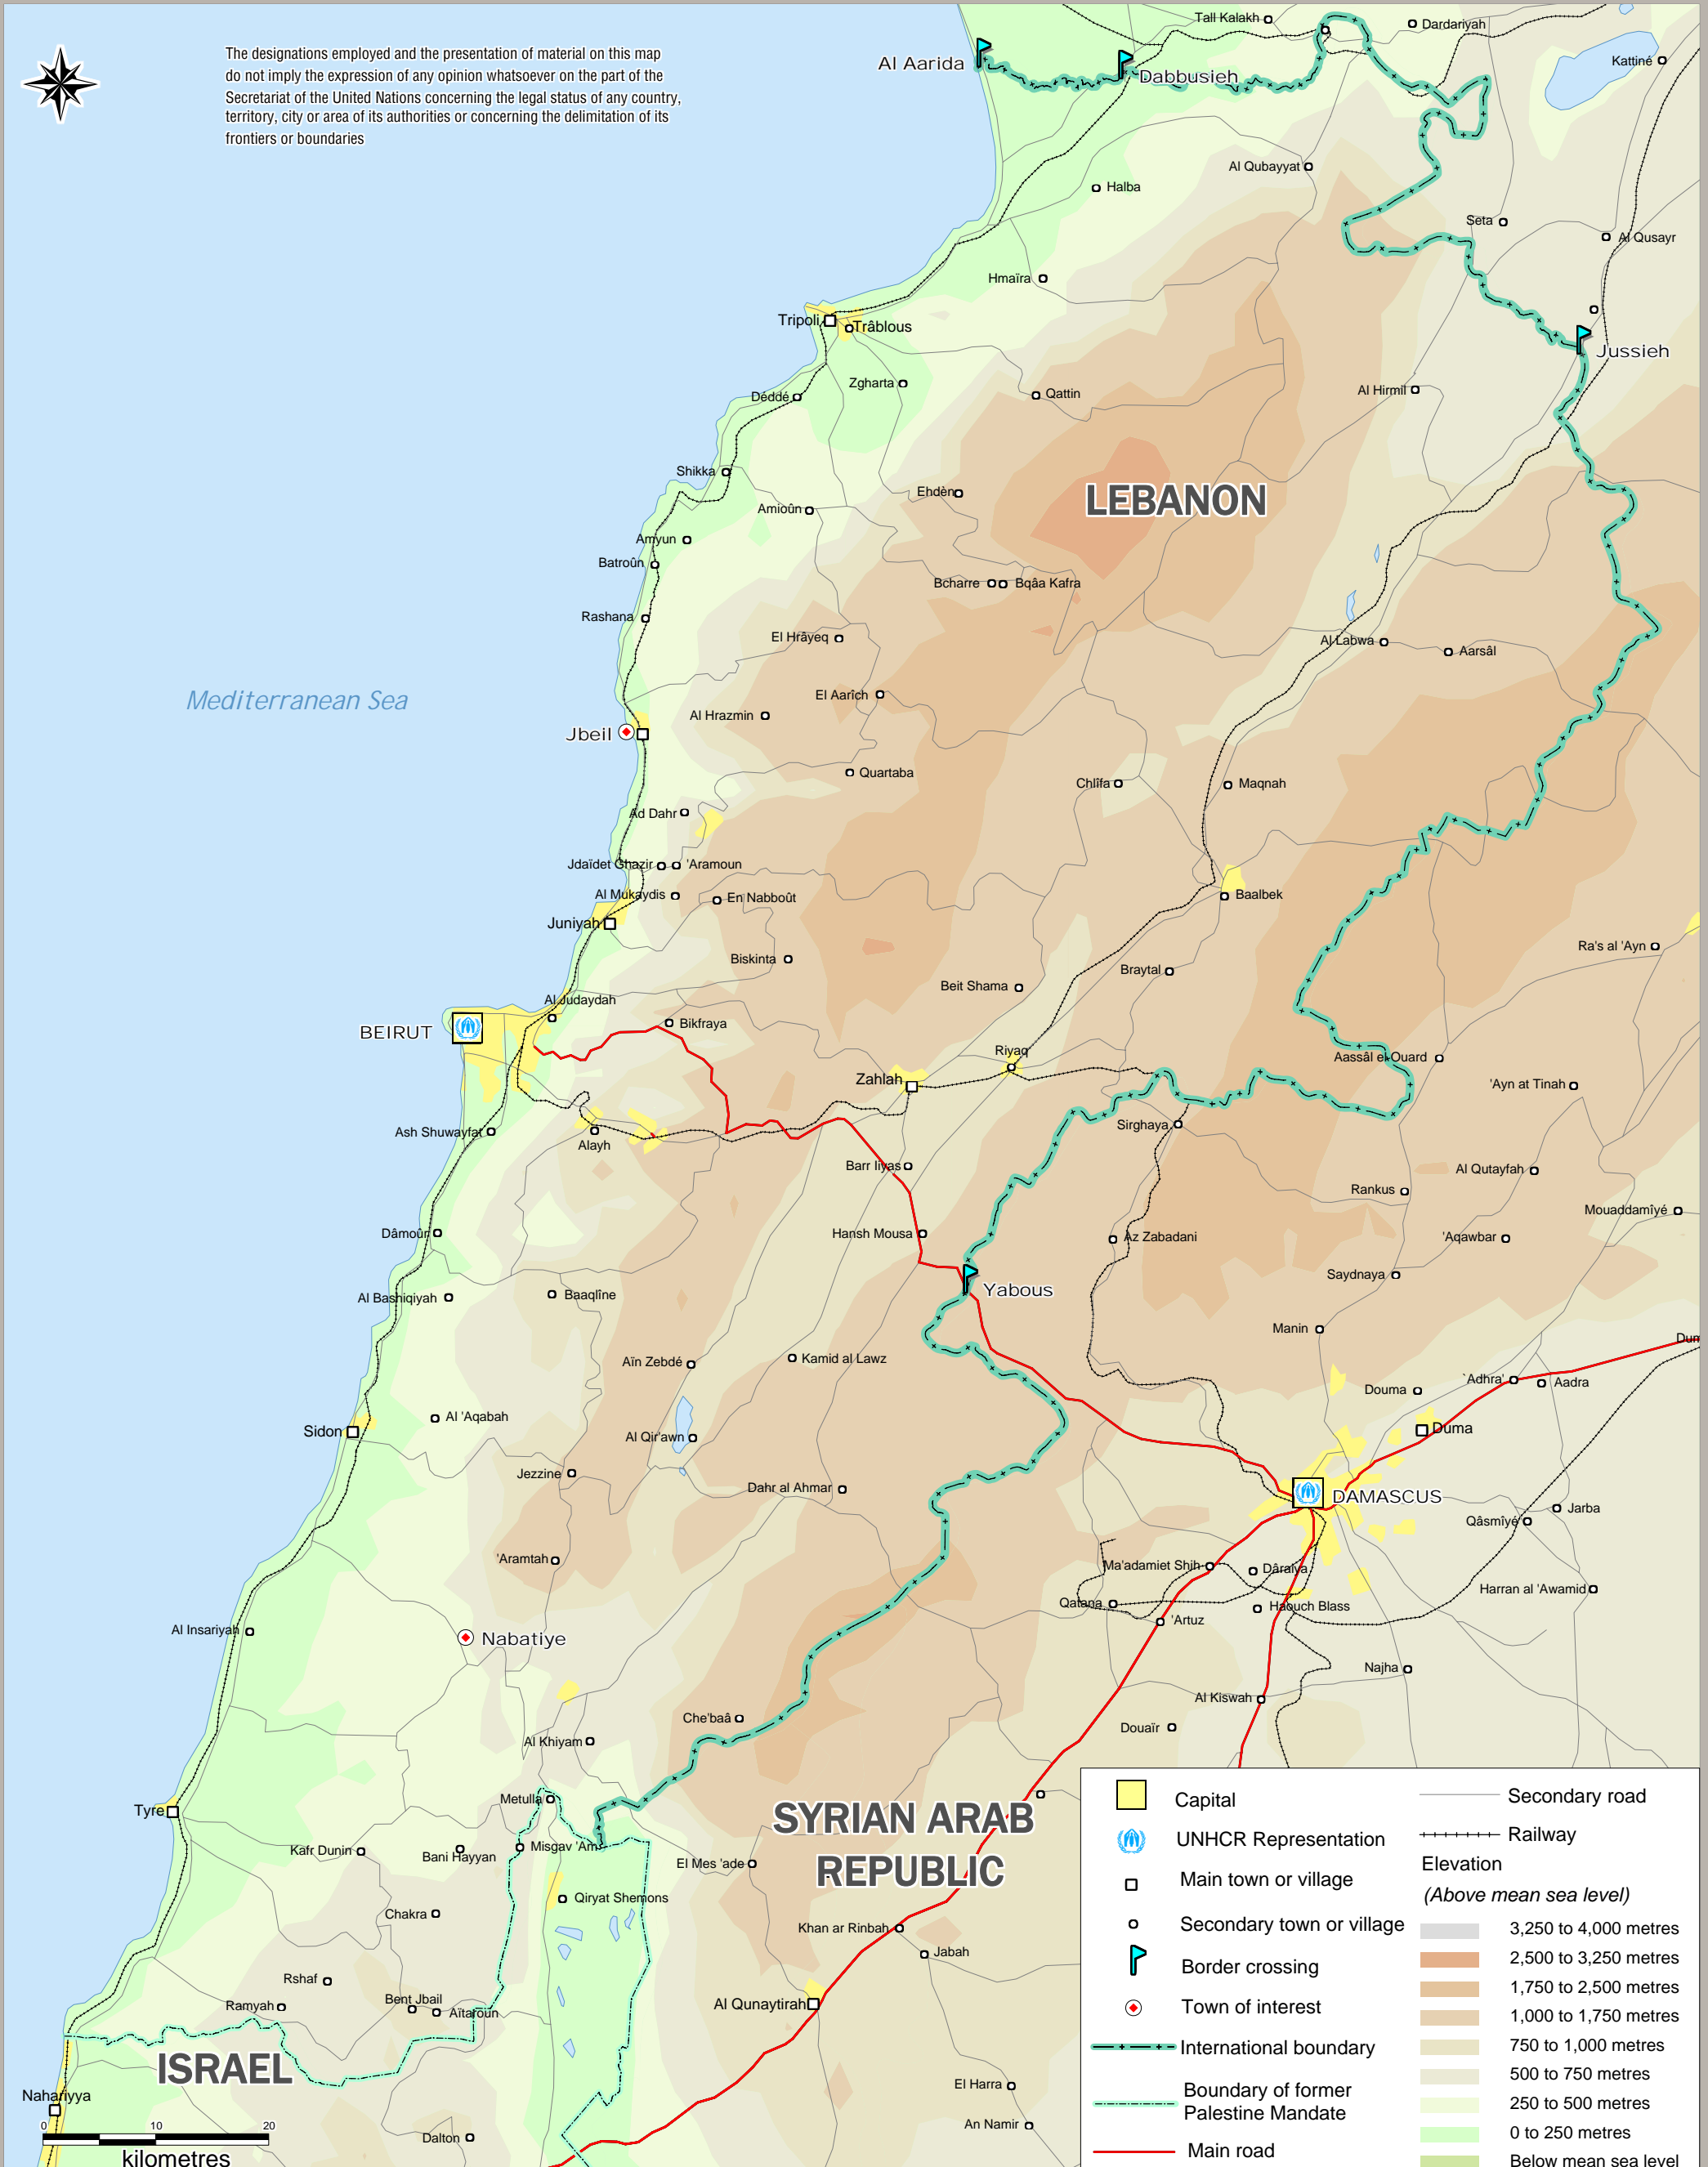 The designations employed and the presentation of material on this map
do not imply the expression of any opinion whatsoever on the part of the
Secretariat of the United Nations concerning the legal status of any country,
territory, city or area of its authorities or concerning the delimitation of its
frontiers or boundaries
Tall Kalakh
Dardariyah
Al Aarida
Dabbusieh
Kattiné
Al Qubayyat
Halba
Seta
Al Qusayr
Hmaïra
Tripoli
Trâblous
Jussieh
Zgharta
Déddé
Qattin
Al Hirmil
Shikka
Ehdèn
LEBANON
Amioûn
Amyun
Batroûn
Bcharre
Bqâa Kafra
Rashana
El Hrâyeq
Al Labwa
Aarsâl
Mediterranean Sea
El Aarîch
Al Hrazmin
Jbeil
Quartaba
Chlîfa
Maqnah
Ad Dahr
Jdaïdet Ghazir
'Aramoun
Al Mukaydis
En Nabboût
Baalbek
Juniyah
Ra's al 'Ayn
Biskinta
Braytal
Beit Shama
Al Judaydah
BEIRUT
Bikfraya
Riyaq
Aassâl el-Ouard
Zahlah
'Ayn at Tinah
Ash Shuwayfat
Alayh
Sirghaya
Barr Iiyas
Al Qutayfah
Rankus
Mouaddamîyé
Dâmoûr
Hansh Mousa
Az Zabadani
'Aqawbar
Saydnaya
Yabous
Al Bashiqiyah
Baaqlîne
Manin
Dum
Aïn Zebdé
Kamid al Lawz
`Adhra'
Aadra
Douma
Al 'Aqabah
Sidon
Duma
Al Qir'awn
Jezzine
Dahr al Ahmar
DAMASCUS
Jarba
Qâsmîyé
'Aramtah
Ma'adamiet Shih
Dâraiya
Harran al 'Awamid
Qatana
Haouch Blass
'Artuz
Al Insariyah
Nabatiye
Najha
Al Kiswah
Che'baâ
Douaïr
Al Khiyam
Metulla
Tyre
SYRIAN ARAB
REPUBLIC
Kafr Dunin
Bani Hayyan
Misgav 'Am
El Mes 'ade
Qiryat Shemons
Chakra
Khan ar Rinbah
Jabah
Rshaf
Ramyah
Bent Jbail
Aïtaroun
Al Qunaytirah
ISRAEL
Nahariyya
El Harra
An Namir
Dalton
0 10 20
kilometres
Capital
UNHCR Representation
Main town or village
Secondary town or village
Border crossing
Town of interest
International boundary
Boundary of former
Palestine Mandate
Main road
Secondary road
Railway
Elevation
(Above mean sea level)
3,250 to 4,000 metres
2,500 to 3,250 metres
1,750 to 2,500 metres
1,000 to 1,750 metres
750 to 1,000 metres
500 to 750 metres
250 to 500 metres
0 to 250 metres
Below mean sea level